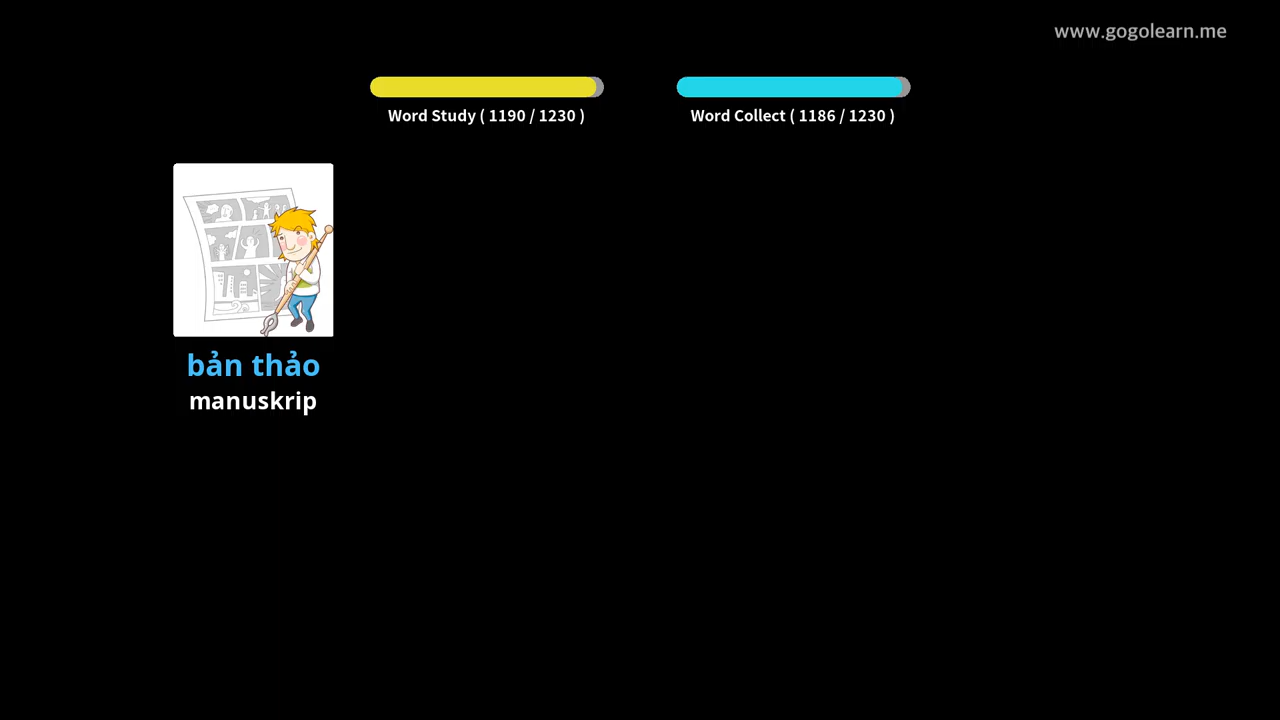 www.gogolearn.me
Word Study ( 1190 / 1230 )
Word Collect ( 1186 / 1230 )
bản thảo
manuskrip